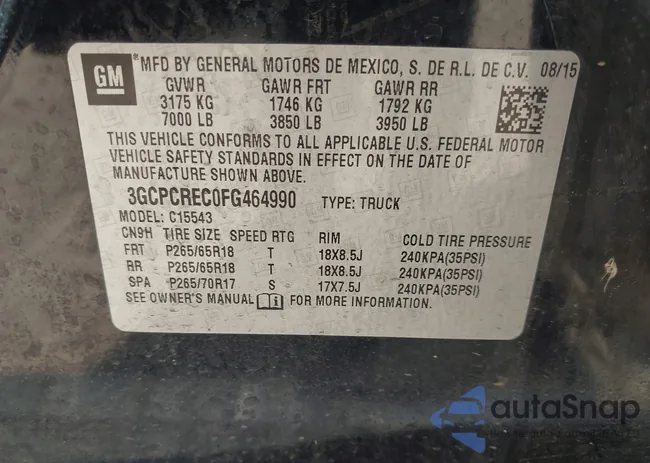 GM *MFD BY GENERAL MOTORS DE MEXICO, S. DE R.L. DE C.V. 08/15*
GVWR GAWR FRT GAWR RR
3175 KG 1746 KG 1792 KG
7000 LB 3850 LB 3950 LB
THIS VEHICLE CONFORMS TO ALL APPLICABLE U.S. FEDERAL MOTOR
VEHICLE SAFETY STANDARDS IN EFFECT ON THE DATE OF
MANUFACTURE SHOWN ABOVE.
3GCPCREC0FG464990 TYPE: TRUCK
MODEL: C15543
CN9H TIRE SIZE SPEED RTG RIM COLD TIRE PRESSURE
FRT P265/65R18 T 18X8.5J 240KPA(35PSI)
RR P265/65R18 T 18X8.5J 240KPA(35PSI)
SPA P265/70R17 S 17X7.5J 240KPA(35PSI)
SEE OWNER'S MANUAL FOR MORE INFORMATION.
autaSnap